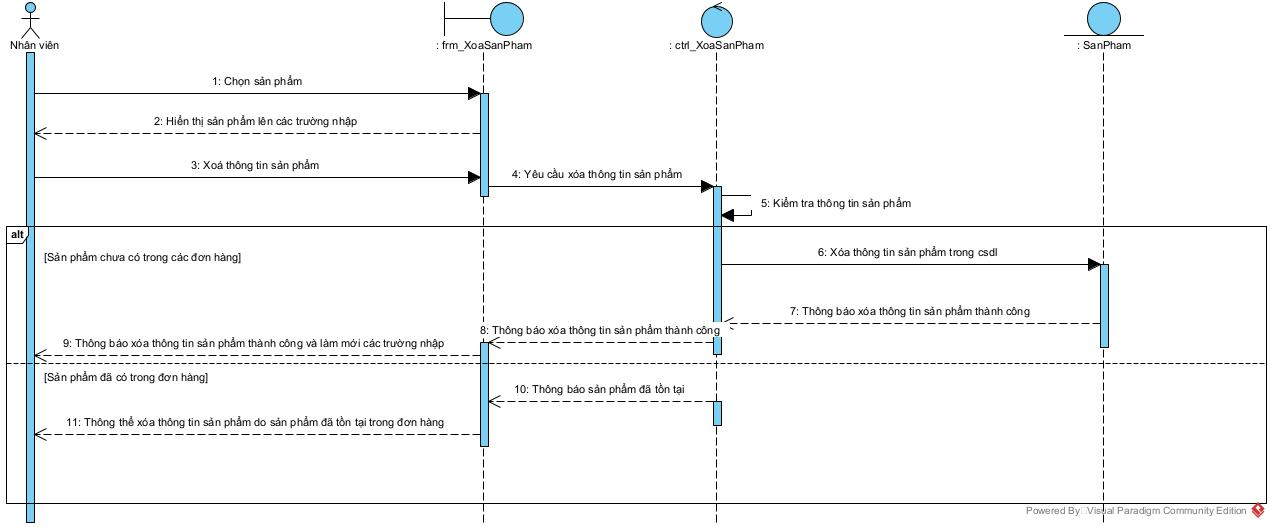 Nhân viên
: frm_XoaSanPham
: ctrl_XoaSanPham
: SanPham
1: Chọn sản phẩm
2: Hiển thị sản phẩm lên các trường nhập
3: Xoá thông tin sản phẩm
4: Yêu cầu xóa thông tin sản phẩm
5: Kiểm tra thông tin sản phẩm
alt
[Sản phẩm chưa có trong các đơn hàng]
6: Xóa thông tin sản phẩm trong csdl
7: Thông báo xóa thông tin sản phẩm thành công
8: Thông báo xóa thông tin sản phẩm thành công
9: Thông báo xóa thông tin sản phẩm thành công và làm mới các trường nhập
[Sản phẩm đã có trong đơn hàng]
10: Thông báo sản phẩm đã tồn tại
11: Thông thể xóa thông tin sản phẩm do sản phẩm đã tồn tại trong đơn hàng
Powered By Visual Paradigm Community Edition